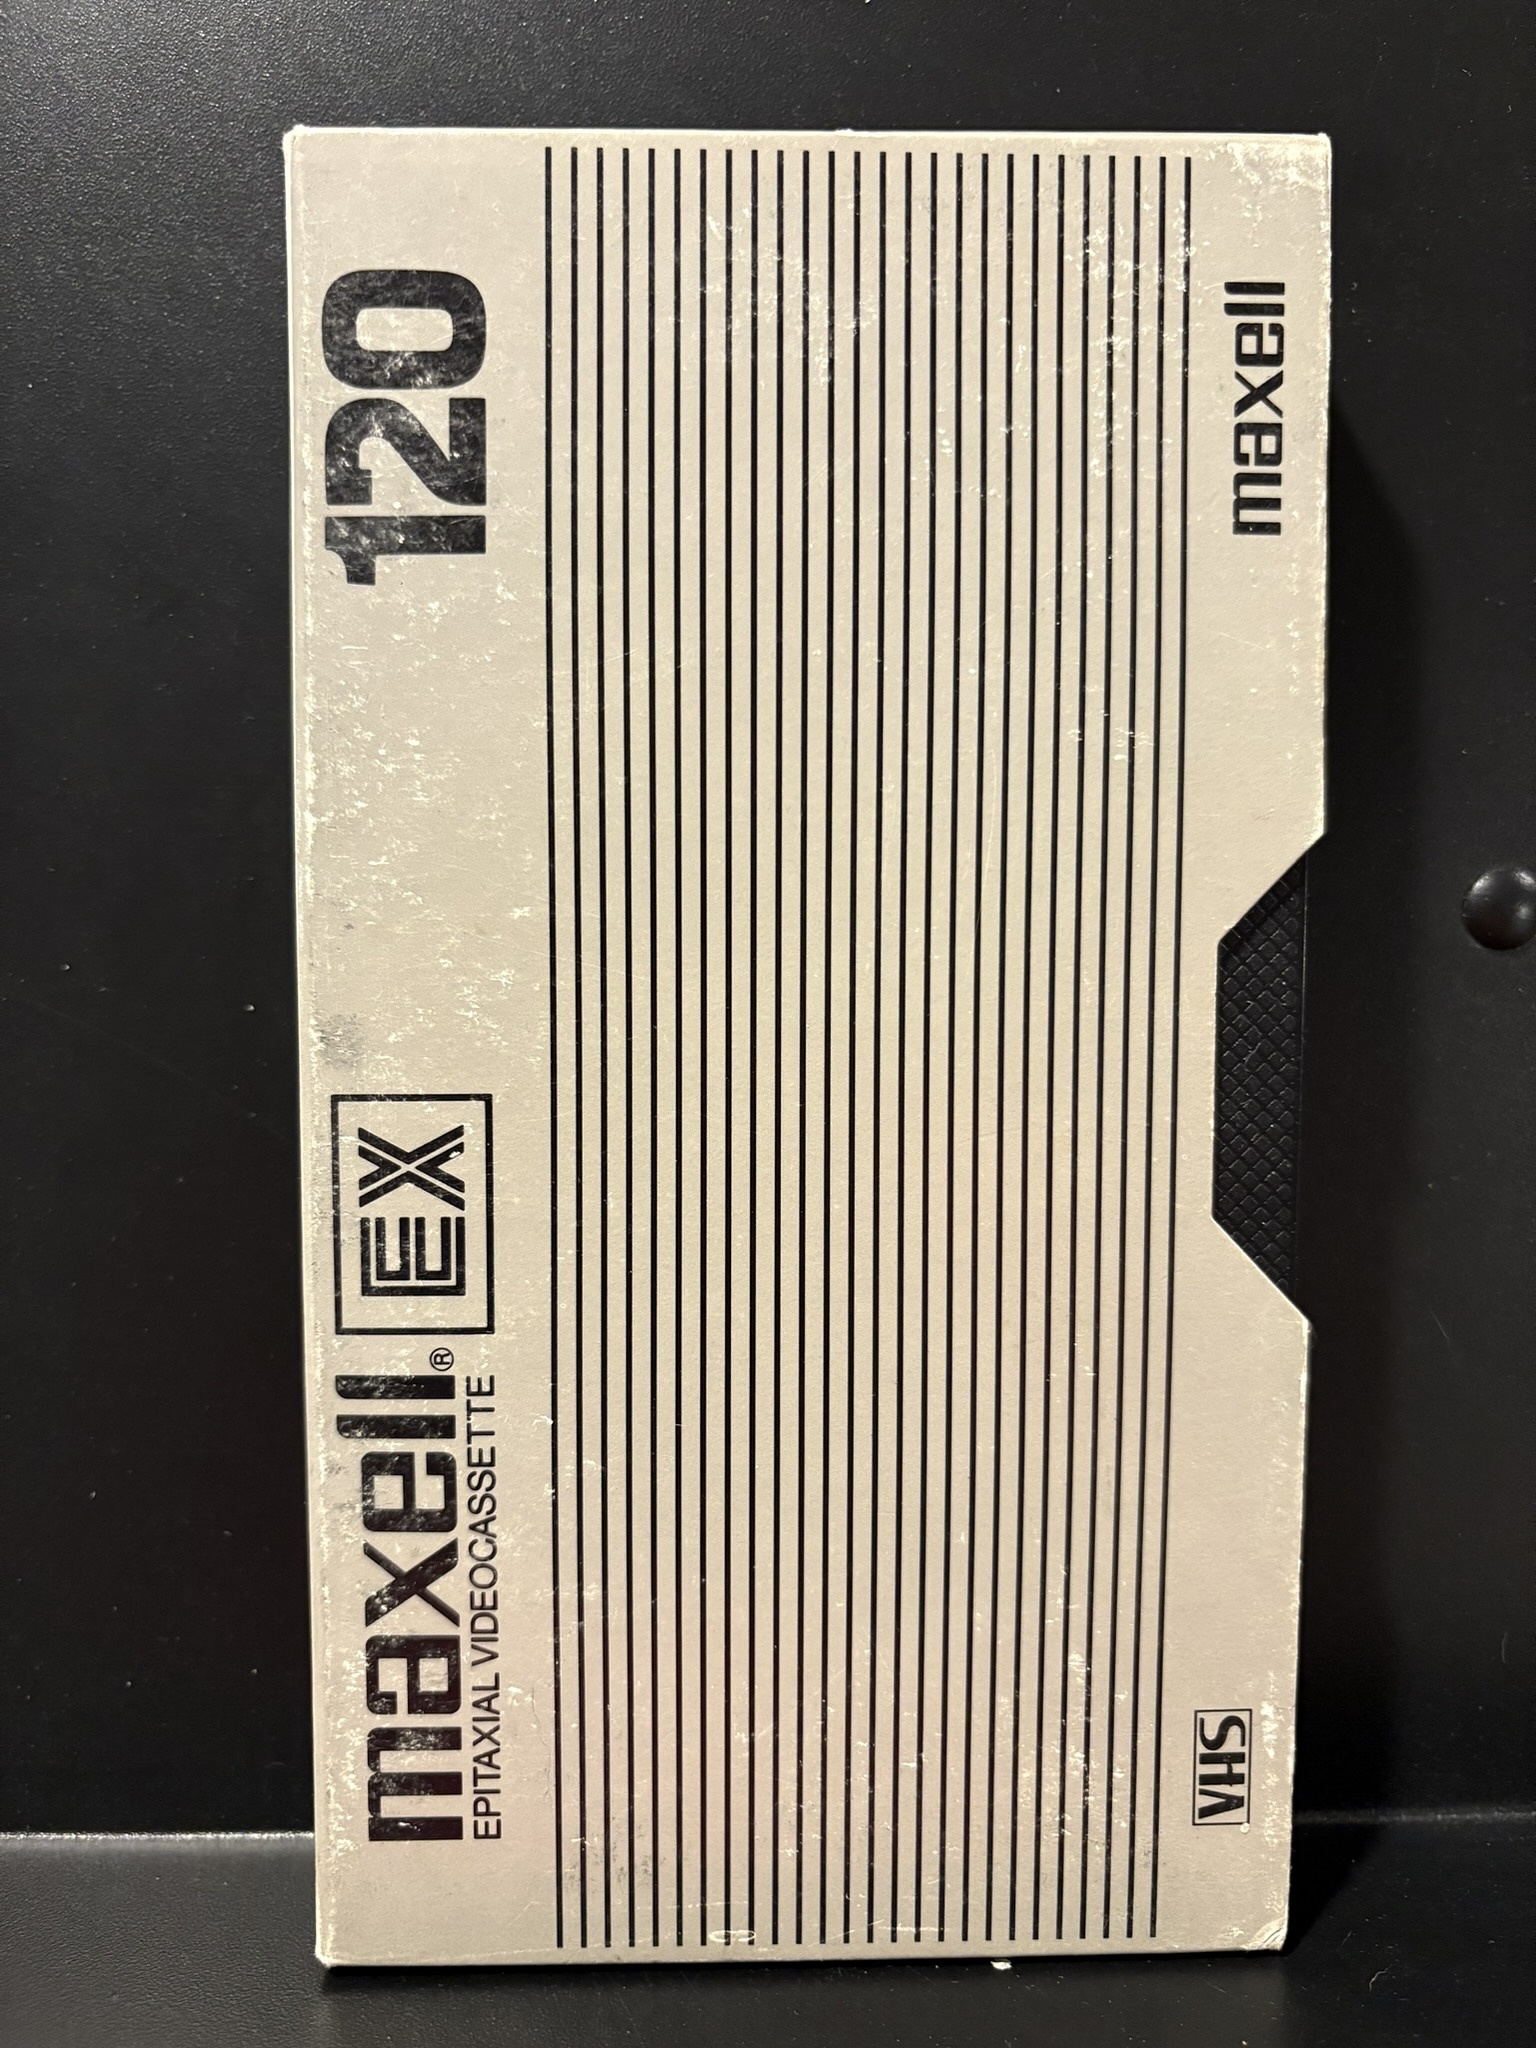 maxell® EX 120
EPITAXIAL VIDEOCASSETTE
VHS maxell